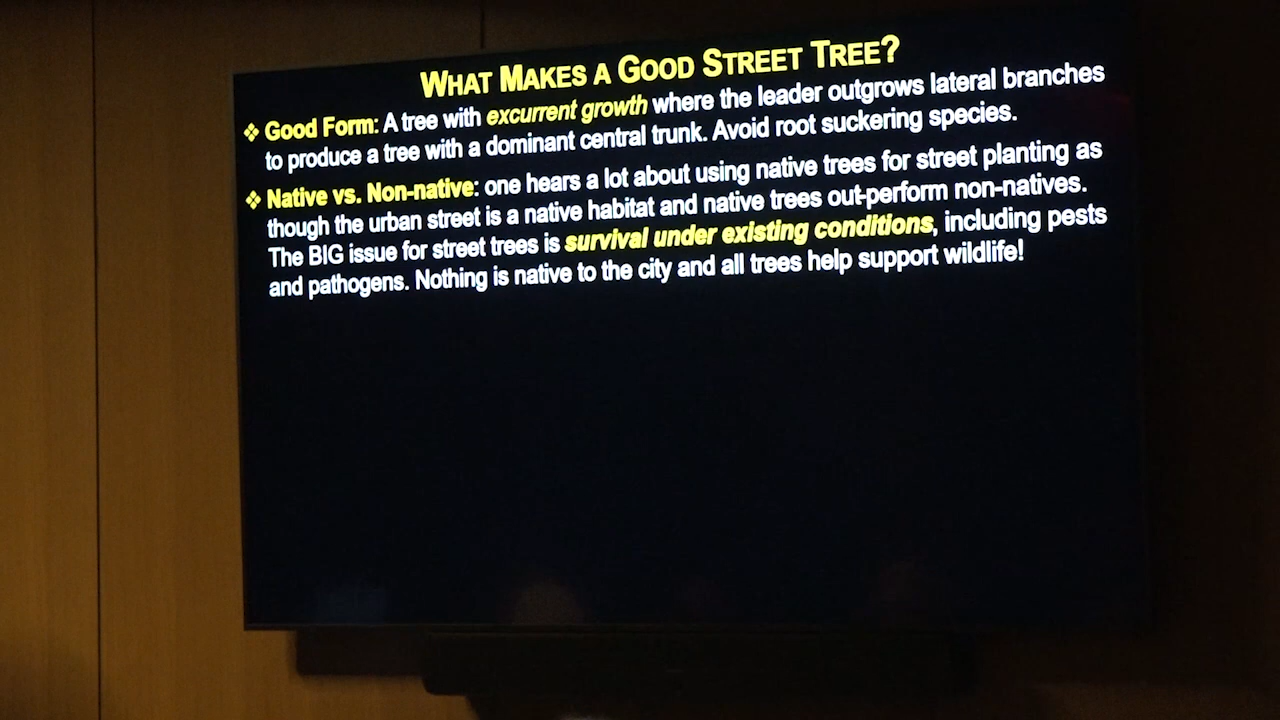 WHAT MAKES A GOOD STREET TREE?
❖ Good Form: A tree with excurrent growth where the leader outgrows lateral branches
to produce a tree with a dominant central trunk. Avoid root suckering species.
❖ Native vs. Non-native: one hears a lot about using native trees for street planting as
though the urban street is a native habitat and native trees out-perform non-natives.
The BIG issue for street trees is survival under existing conditions, including pests
and pathogens. Nothing is native to the city and all trees help support wildlife!